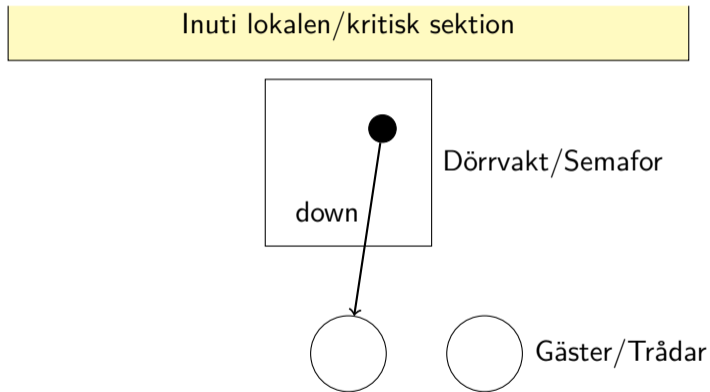 Inuti lokalen/kritisk sektion
Dörrvakt/Semafor
down
Gäster/Trådar